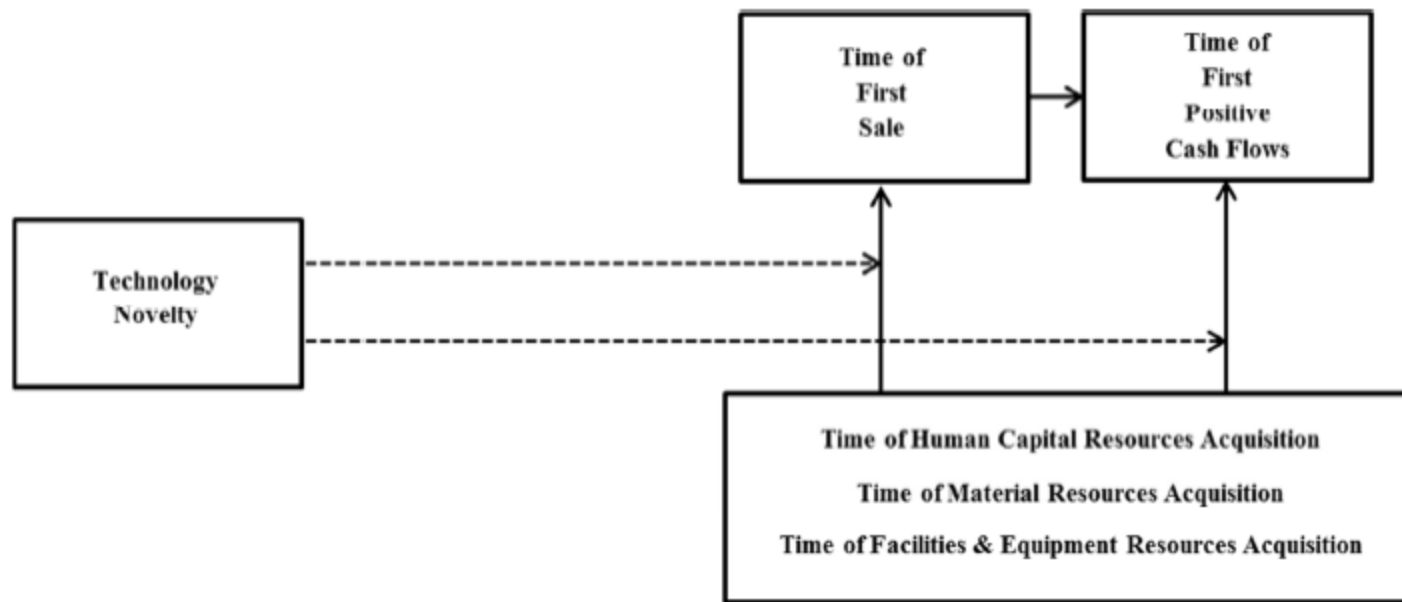 Time of
First
Sale
Time of
First
Positive
Cash Flows
Technology
Novelty
Time of Human Capital Resources Acquisition
Time of Material Resources Acquisition
Time of Facilities & Equipment Resources Acquisition